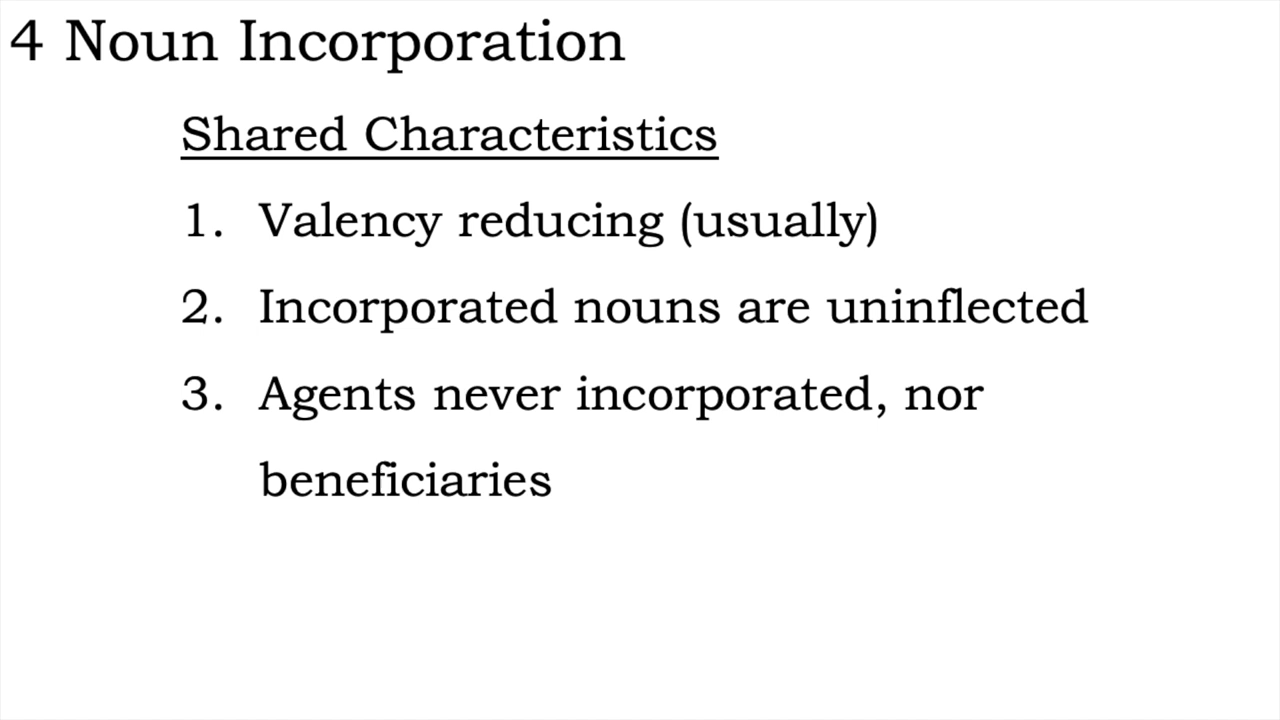 4 Noun Incorporation
Shared Characteristics
1. Valency reducing (usually)
2. Incorporated nouns are uninflected
3. Agents never incorporated, nor
beneficiaries